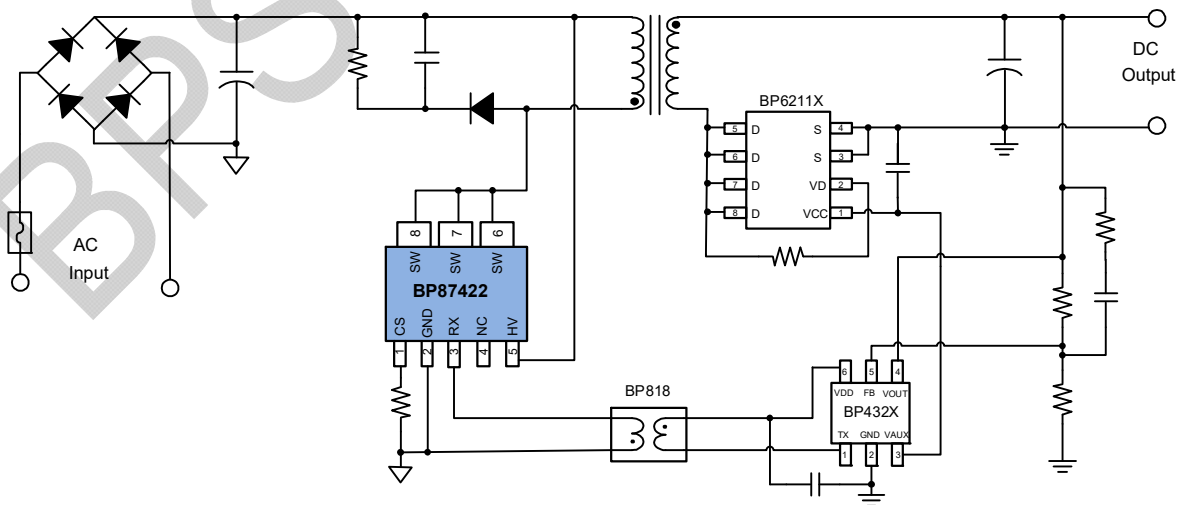 BPS
DC
Output
BP6211X
5 D S 4
6 D S 3
7 D VD 2
8 D VCC 1
AC
Input
8 7 6
SW SW SW
BP87422
CS GND RX NC HV
1 2 3 4 5
BP818
6 5 4
VDD FB VOUT
BP432X
TX GND VAUX
1 2 3